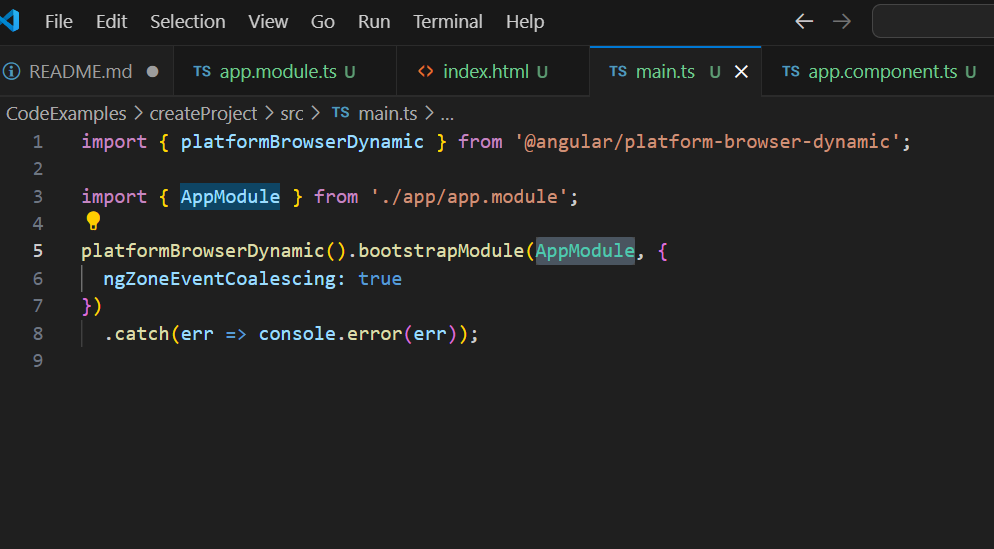 File Edit Selection View Go Run Terminal Help
README.md TS app.module.ts U <> index.html U TS main.ts U TS app.component.ts U
CodeExamples > createProject > src > TS main.ts > ...
1 import { platformBrowserDynamic } from '@angular/platform-browser-dynamic';
2
3 import { AppModule } from './app/app.module';
4
5 platformBrowserDynamic().bootstrapModule(AppModule, {
6   ngZoneEventCoalescing: true
7 })
8   .catch(err => console.error(err));
9